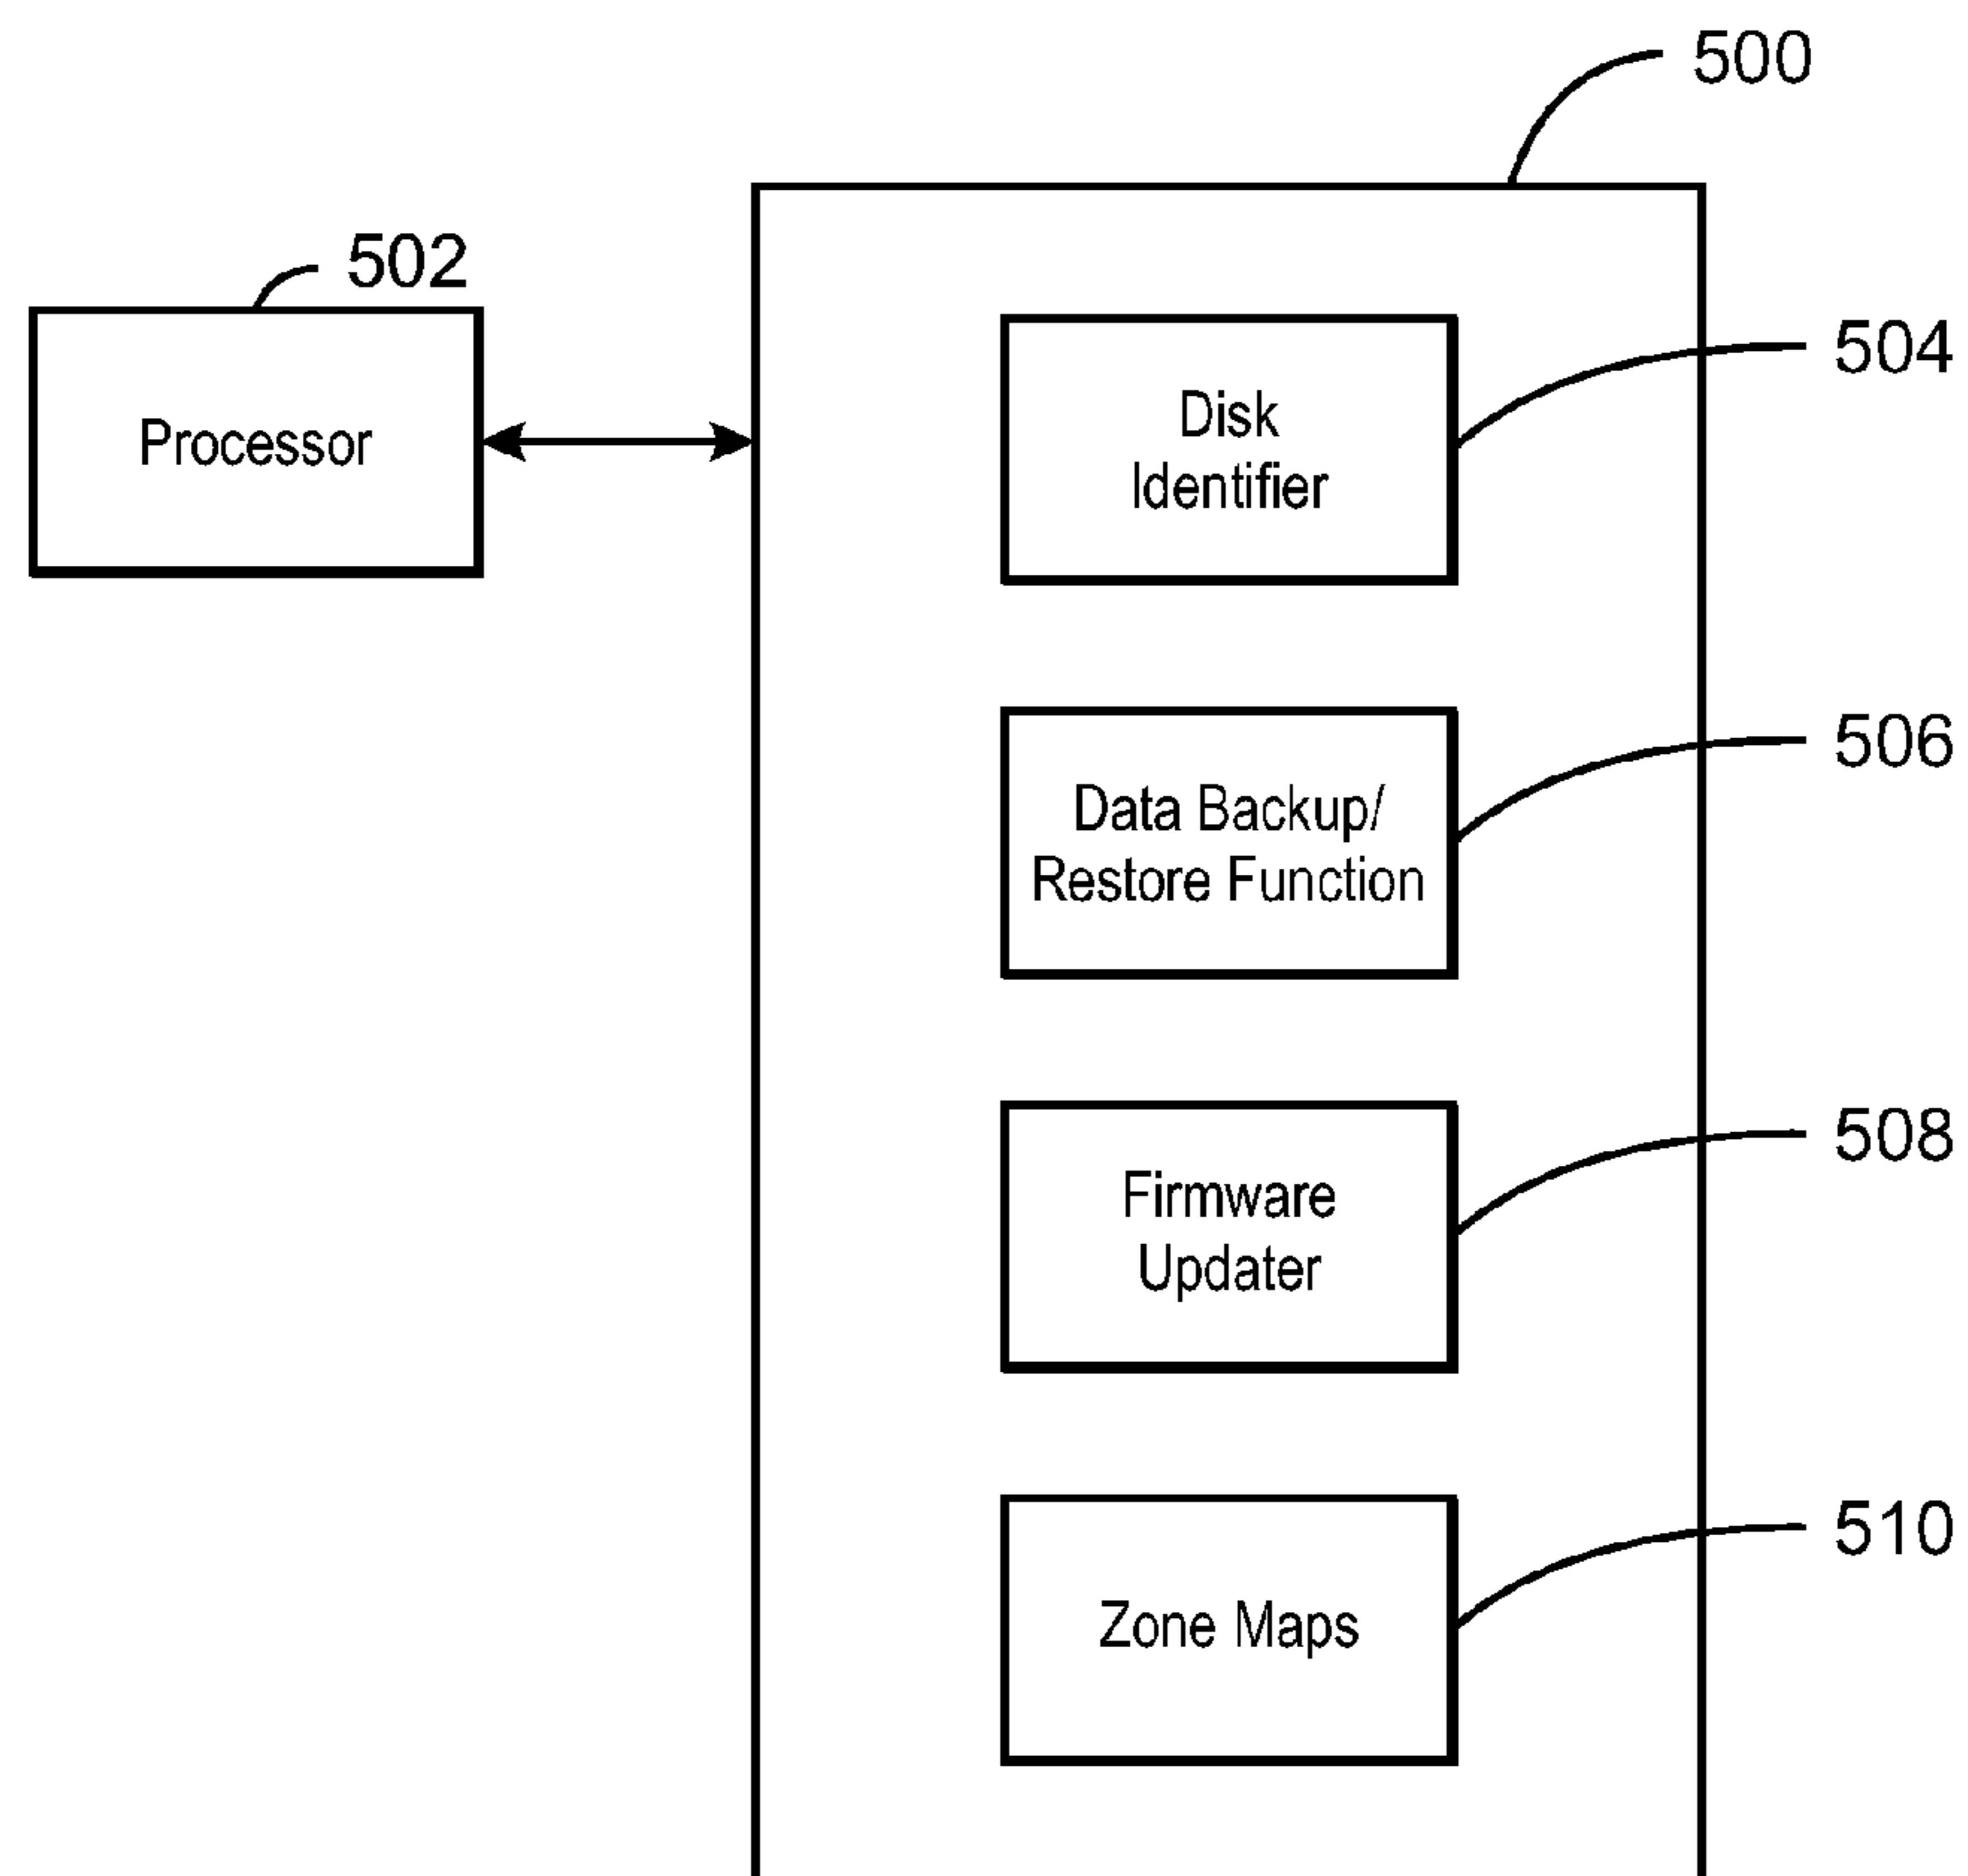 500
502
Processor
504
Disk
Identifier
506
Data Backup/
Restore Function
508
Firmware
Updater
510
Zone Maps